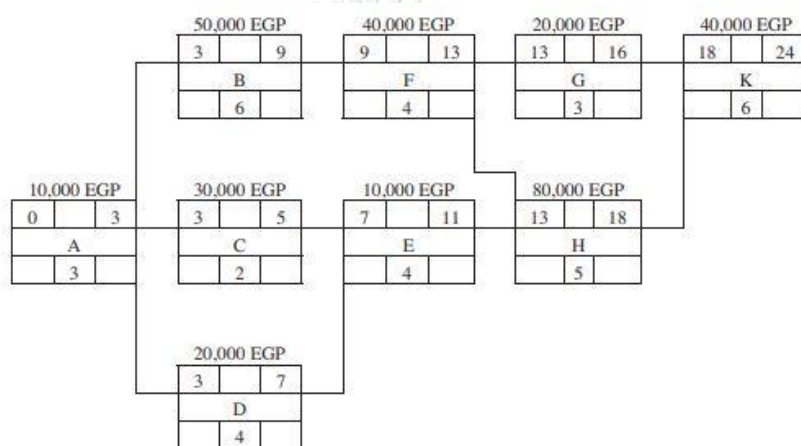 50,000 EGP 40,000 EGP 20,000 EGP 40,000 EGP
3 9 9 13 13 16 18 24
B F G K
6 4 3 6
10,000 EGP 30,000 EGP 10,000 EGP 80,000 EGP
0 3 3 5 7 11 13 18
A C E H
3 2 4 5
20,000 EGP
3 7
D
4